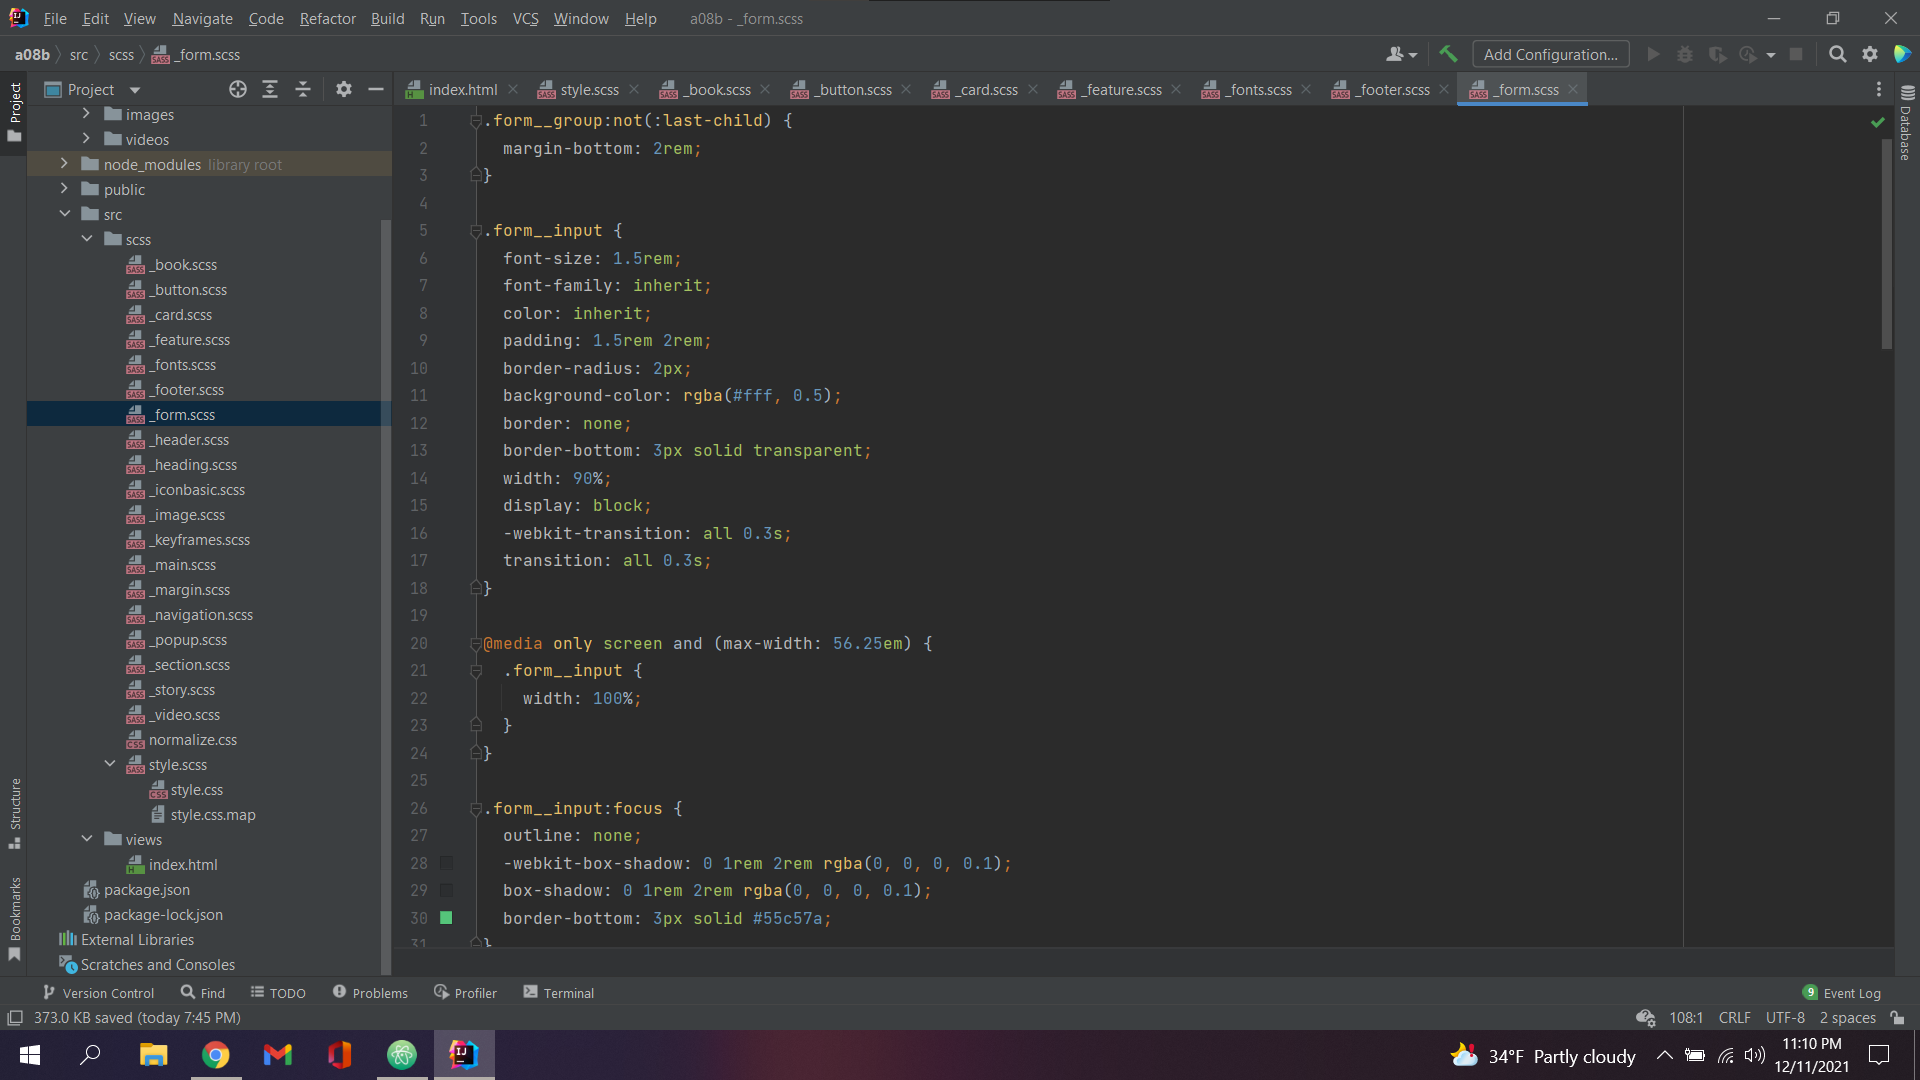 File Edit View Navigate Code Refactor Build Run Tools VCS Window Help a08b - _form.scss
a08b src scss _form.scss
Add Configuration...
Project
index.html style.scss _book.scss _button.scss _card.scss _feature.scss _fonts.scss _footer.scss _form.scss
Project
Structure
Bookmarks
images
videos
node_modules library root
public
src
scss
_book.scss
_button.scss
_card.scss
_feature.scss
_fonts.scss
_footer.scss
_form.scss
_header.scss
_heading.scss
_iconbasic.scss
_image.scss
_keyframes.scss
_main.scss
_margin.scss
_navigation.scss
_popup.scss
_section.scss
_story.scss
_video.scss
normalize.css
style.scss
style.css
style.css.map
views
index.html
package.json
package-lock.json
External Libraries
Scratches and Consoles
1 .form__group:not(:last-child) {
2 margin-bottom: 2rem;
3 }
4
5 .form__input {
6 font-size: 1.5rem;
7 font-family: inherit;
8 color: inherit;
9 padding: 1.5rem 2rem;
10 border-radius: 2px;
11 background-color: rgba(#fff, 0.5);
12 border: none;
13 border-bottom: 3px solid transparent;
14 width: 90%;
15 display: block;
16 -webkit-transition: all 0.3s;
17 transition: all 0.3s;
18 }
19
20 @media only screen and (max-width: 56.25em) {
21 .form__input {
22 width: 100%;
23 }
24 }
25
26 .form__input:focus {
27 outline: none;
28 -webkit-box-shadow: 0 1rem 2rem rgba(0, 0, 0, 0.1);
29 box-shadow: 0 1rem 2rem rgba(0, 0, 0, 0.1);
30 border-bottom: 3px solid #55c57a;
31 }
Database
Version Control Find TODO Problems Profiler Terminal 9 Event Log
373.0 KB saved (today 7:45 PM) 108:1 CRLF UTF-8 2 spaces
34°F Partly cloudy
11:10 PM
12/11/2021